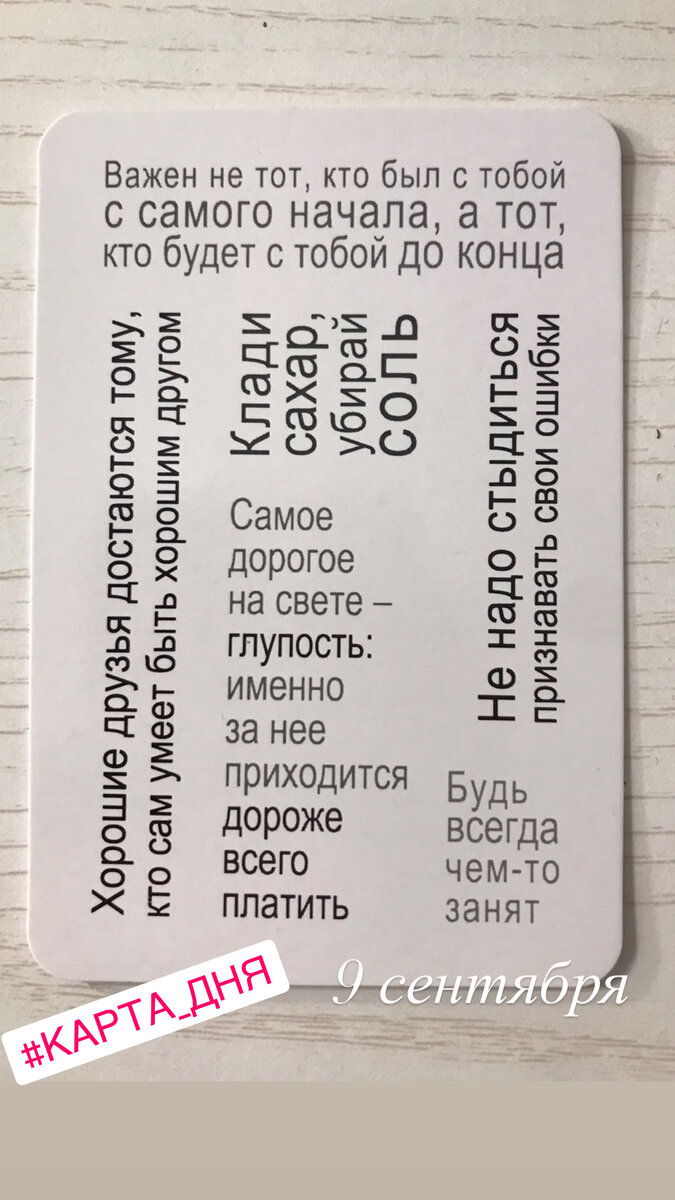 Важен не тот, кто был с тобой
с самого начала, а тот,
кто будет с тобой до конца
Хорошие друзья достаются тому,
кто сам умеет быть хорошим другом
Клади
сахар,
убирай
соль
Самое
дорогое
на свете –
глупость:
именно
за нее
приходится
дороже
всего
платить
Не надо стыдиться
признавать свои ошибки
Будь
всегда
чем-то
занят
#КАРТА_ДНЯ
9 сентября